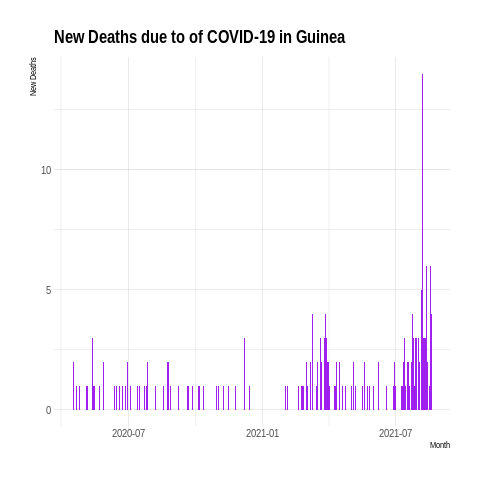 New Deaths due to of COVID-19 in Guinea
New Deaths
10
5
0
2020-07
2021-01
2021-07
Month